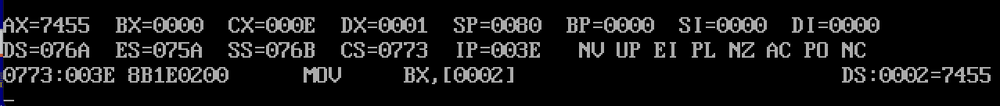 AX=7455 BX=0000 CX=000E DX=0001 SP=0080 BP=0000 SI=0000 DI=0000
DS=076A ES=075A SS=076B CS=0773 IP=003E NV UP EI PL NZ AC PO NC
0773:003E 8B1E0200 MOV BX,[0002] DS:0002=7455
_